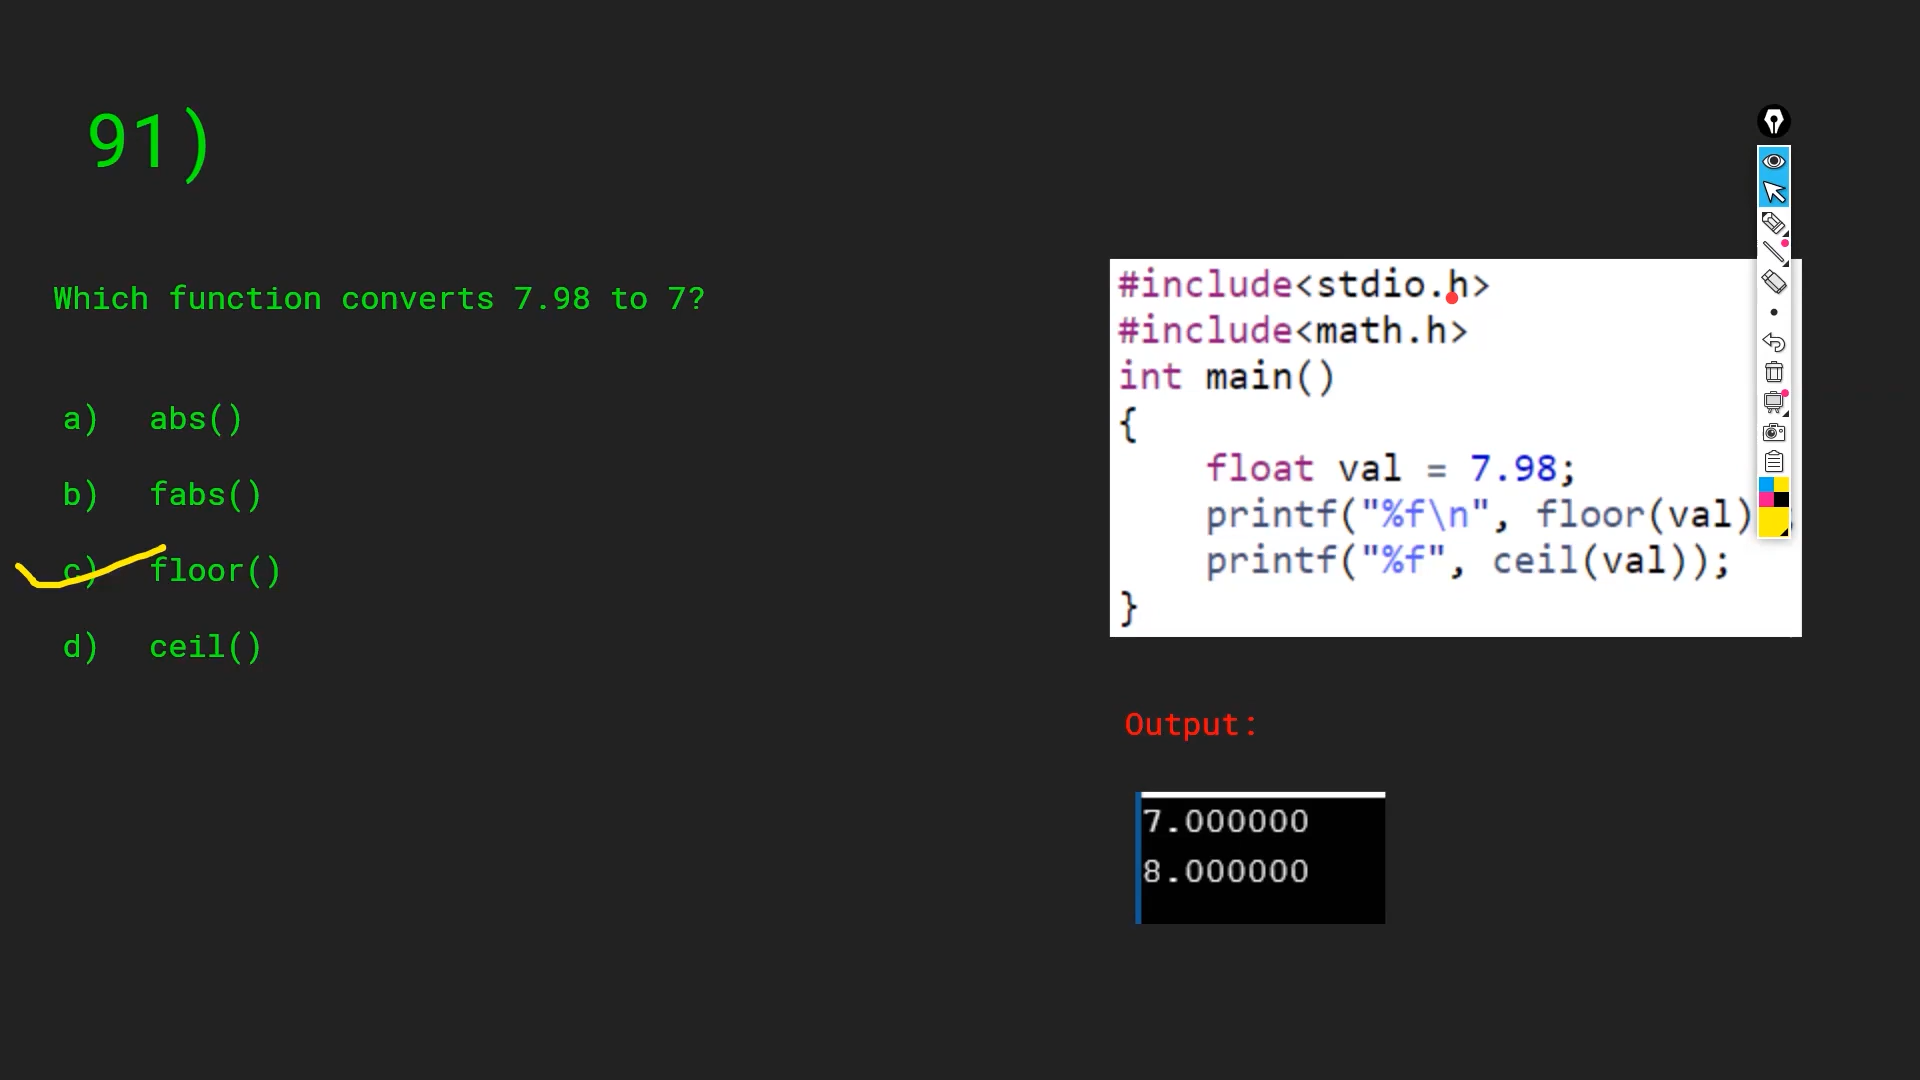 91)
Which function converts 7.98 to 7?
a) abs()
b) fabs()
c) floor()
d) ceil()
#include<stdio.h>
#include<math.h>
int main()
{
float val = 7.98;
printf("%f\n", floor(val)
printf("%f", ceil(val));
}
Output:
7.000000
8.000000